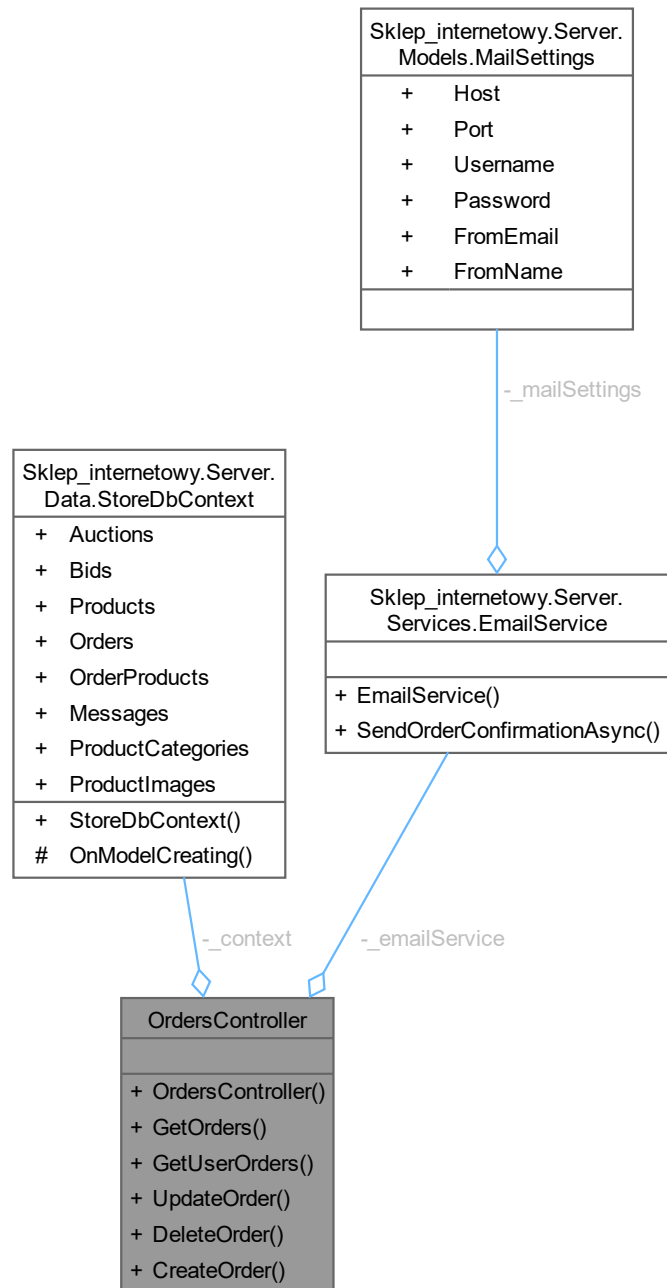 Sklep_internetowy.Server.
Models.MailSettings
+ Host
+ Port
+ Username
+ Password
+ FromEmail
+ FromName
-_mailSettings
Sklep_internetowy.Server.
Data.StoreDbContext
+ Auctions
+ Bids
+ Products
+ Orders
+ OrderProducts
+ Messages
+ ProductCategories
+ ProductImages
+ StoreDbContext()
# OnModelCreating()
Sklep_internetowy.Server.
Services.EmailService
+ EmailService()
+ SendOrderConfirmationAsync()
-_context
-_emailService
OrdersController
+ OrdersController()
+ GetOrders()
+ GetUserOrders()
+ UpdateOrder()
+ DeleteOrder()
+ CreateOrder()